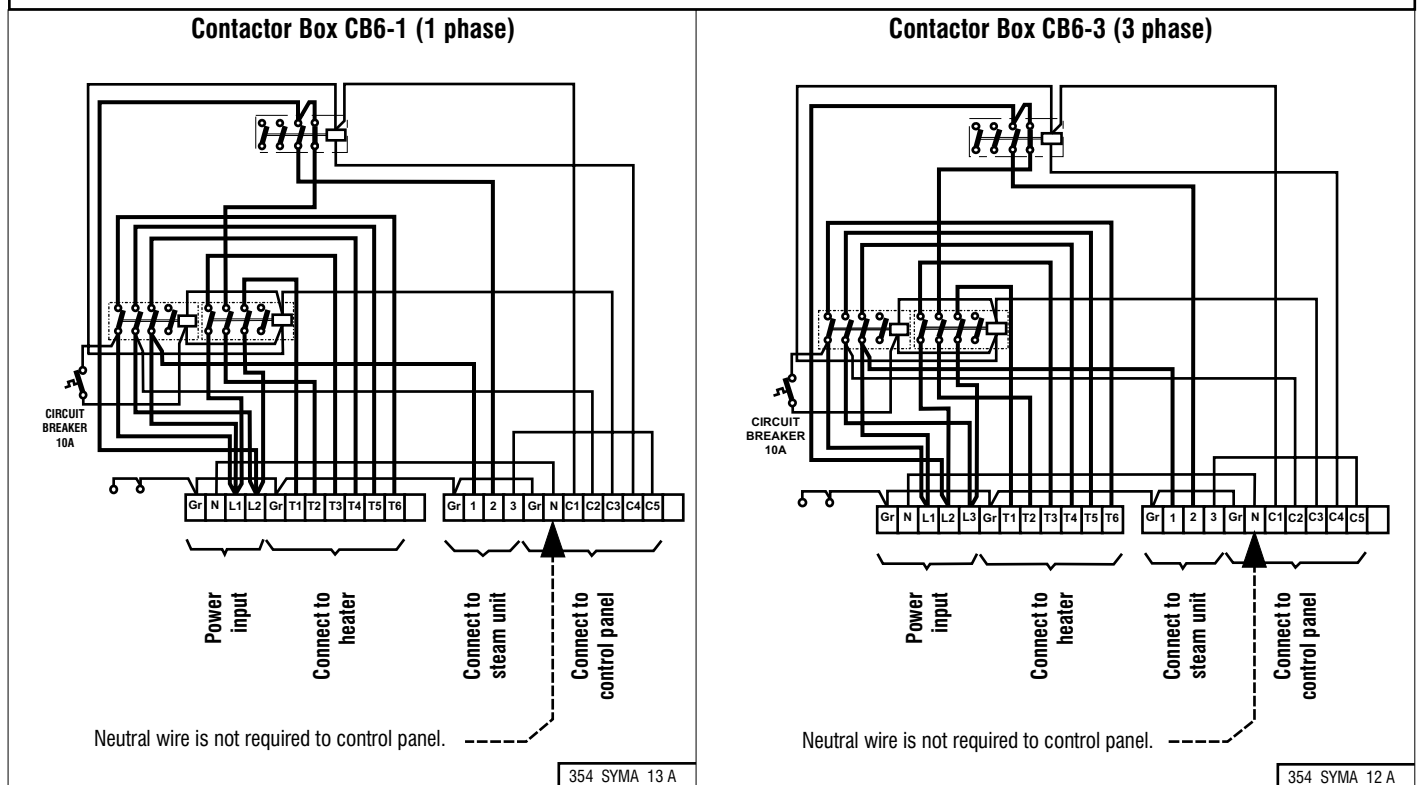 Contactor Box CB6-1 (1 phase)
CIRCUIT
BREAKER
10A
Gr N L1 L2 Gr T1 T2 T3 T4 T5 T6
Gr 1 2 3 Gr N C1 C2 C3 C4 C5
Power
input
Connect to
heater
Connect to
steam unit
Connect to
control panel
Neutral wire is not required to control panel.
354 SYMA 13 A
Contactor Box CB6-3 (3 phase)
CIRCUIT
BREAKER
10A
Gr N L1 L2 L3 Gr T1 T2 T3 T4 T5 T6
Gr 1 2 3 Gr N C1 C2 C3 C4 C5
Power
input
Connect to
heater
Connect to
steam unit
Connect to
control panel
Neutral wire is not required to control panel.
354 SYMA 12 A